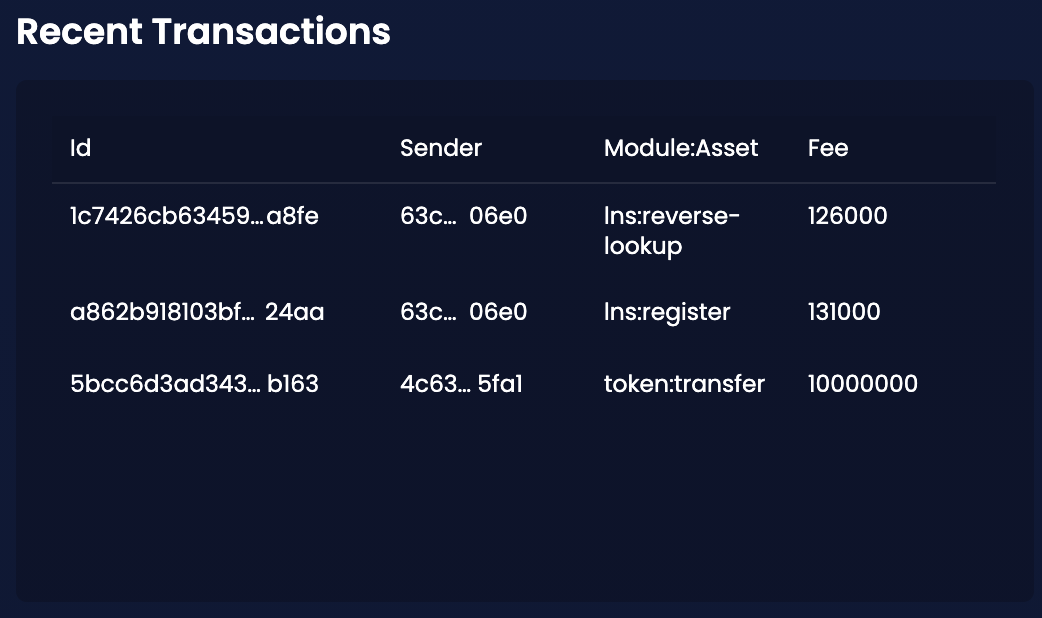 Recent Transactions
Id Sender Module:Asset Fee
1c7426cb63459... a8fe 63c... 06e0 lns:reverse- 126000
lookup
a862b918103bf... 24aa 63c... 06e0 lns:register 131000
5bcc6d3ad343... b163 4c63... 5fa1 token:transfer 10000000